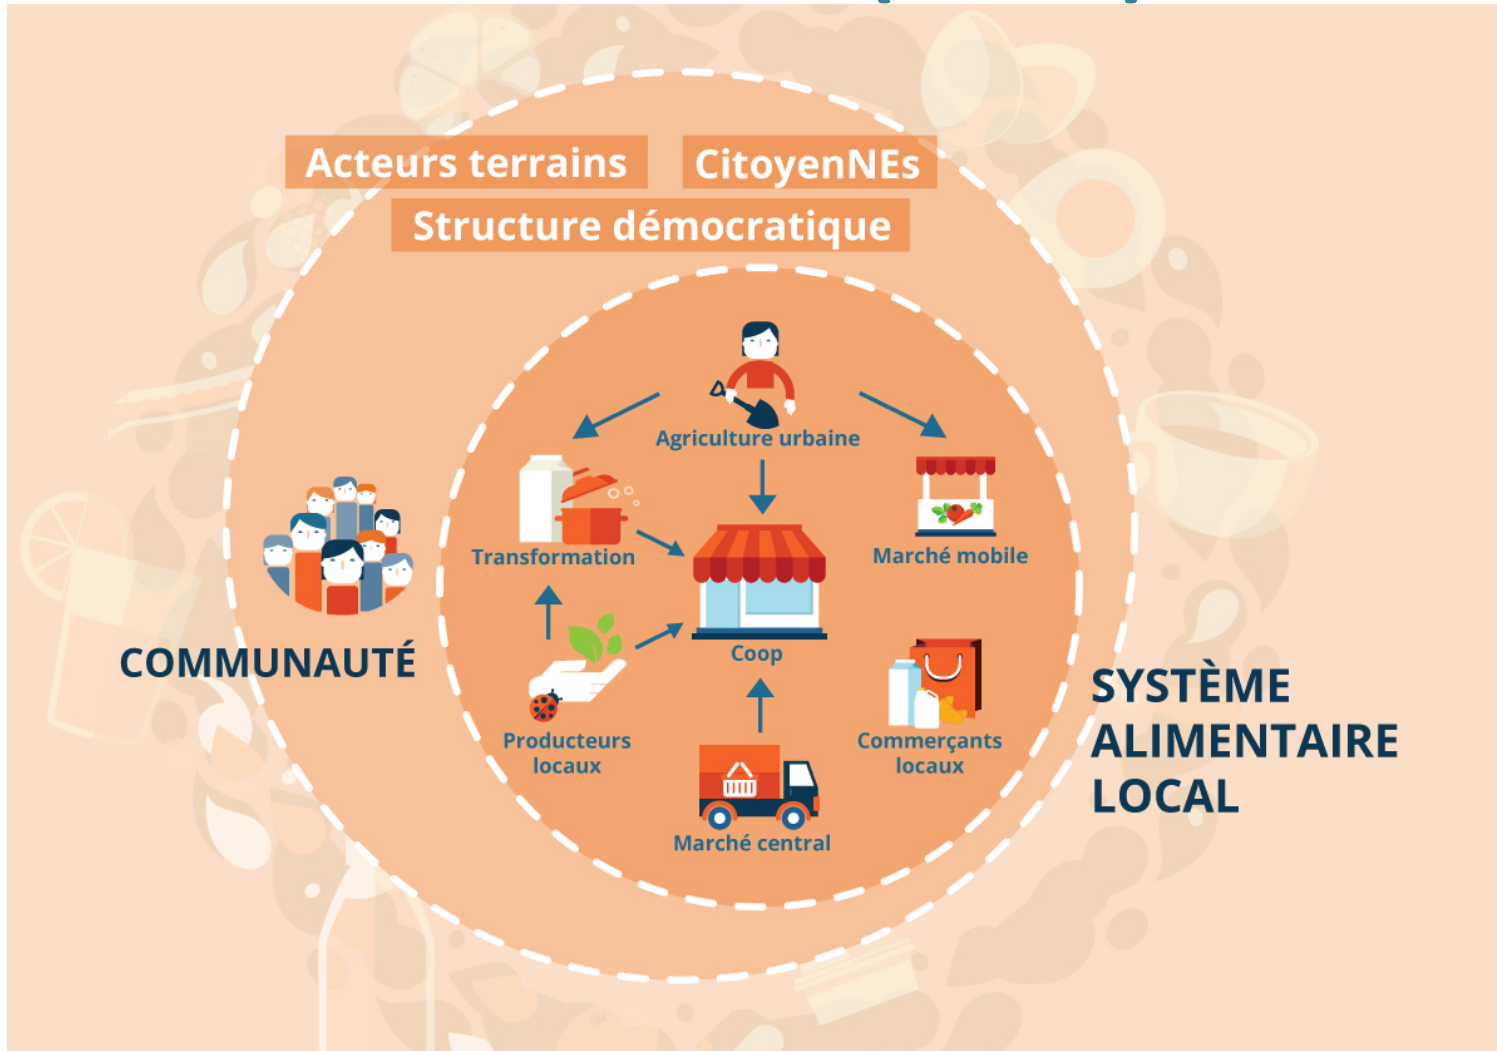 Acteurs terrains
CitoyenNEs
Structure démocratique
Agriculture urbaine
Transformation
Marché mobile
Coop
COMMUNAUTÉ
Producteurs
locaux
Commerçants
locaux
Marché central
SYSTÈME
ALIMENTAIRE
LOCAL